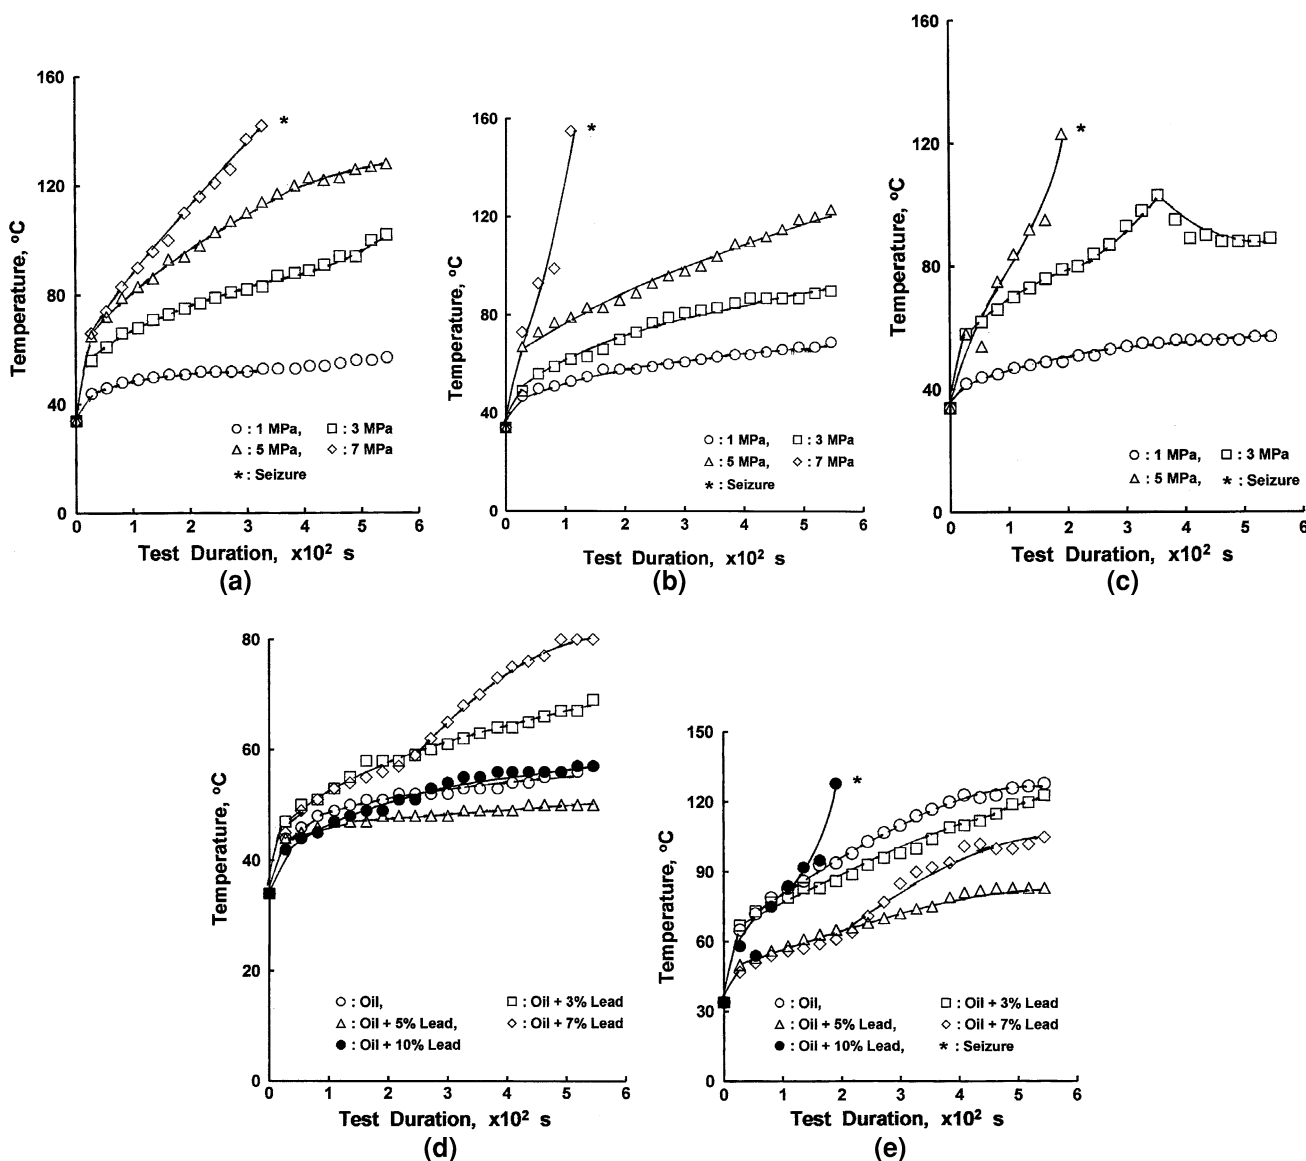 160
120
80
40
0
Temperature, ºC
*
○ : 1 MPa, □ : 3 MPa
△ : 5 MPa, ◇ : 7 MPa
* : Seizure
0 1 2 3 4 5 6
Test Duration, x10² s
(a)
160
120
80
40
0
Temperature, ºC
*
○ : 1 MPa, □ : 3 MPa
△ : 5 MPa, ◇ : 7 MPa
* : Seizure
0 1 2 3 4 5 6
Test Duration, x10² s
(b)
160
120
80
40
0
Temperature, ºC
*
○ : 1 MPa, □ : 3 MPa
△ : 5 MPa, * : Seizure
0 1 2 3 4 5 6
Test Duration, x10² s
(c)
80
60
40
20
0
Temperature, ºC
○ : Oil, □ : Oil + 3% Lead
△ : Oil + 5% Lead, ◇ : Oil + 7% Lead
● : Oil + 10% Lead
0 1 2 3 4 5 6
Test Duration, x10² s
(d)
150
120
90
60
30
0
Temperature, ºC
*
○ : Oil, □ : Oil + 3% Lead
△ : Oil + 5% Lead, ◇ : Oil + 7% Lead
● : Oil + 10% Lead, * : Seizure
0 1 2 3 4 5 6
Test Duration, x10² s
(e)